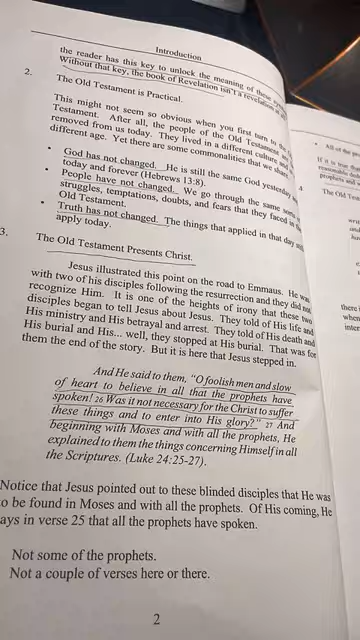 Introduction
the reader has this key to unlock the meaning of these
Without that key, the book of Revelation isn't a revelation at all
2.
The Old Testament is Practical.
This might not seem so obvious when you first turn to the
Testament. After all, the people of the Old Testament are
removed from us today. They lived in a different culture and
different age. Yet there are some commonalities that we share.
• God has not changed. He is still the same God yesterday
today and forever (Hebrews 13:8).
• People have not changed. We go through the same
struggles, temptations, doubts, and fears that they faced in the
Old Testament.
• Truth has not changed. The things that applied in that day
apply today.
3.
The Old Testament Presents Christ.
Jesus illustrated this point on the road to Emmaus. He was
with two of his disciples following the resurrection and they did not
recognize Him. It is one of the heights of irony that these two
disciples began to tell Jesus about Jesus. They told of His life and
His ministry and His betrayal and arrest. They told of His death and
His burial and His... well, they stopped at His burial. That was for
them the end of the story. But it is here that Jesus stepped in.
And He said to them, "O foolish men and slow
of heart to believe in all that the prophets have
spoken! 26 Was it not necessary for the Christ to suffer
these things and to enter into His glory?" 27 And
beginning with Moses and with all the prophets, He
explained to them the things concerning Himself in all
the Scriptures. (Luke 24:25-27).
Notice that Jesus pointed out to these blinded disciples that He was
to be found in Moses and with all the prophets. Of His coming, He
says in verse 25 that all the prophets have spoken.
Not some of the prophets.
Not a couple of verses here or there.
2
• All of the
If it is true that
reasonable
prophets and
4
The Old
there
when
inter